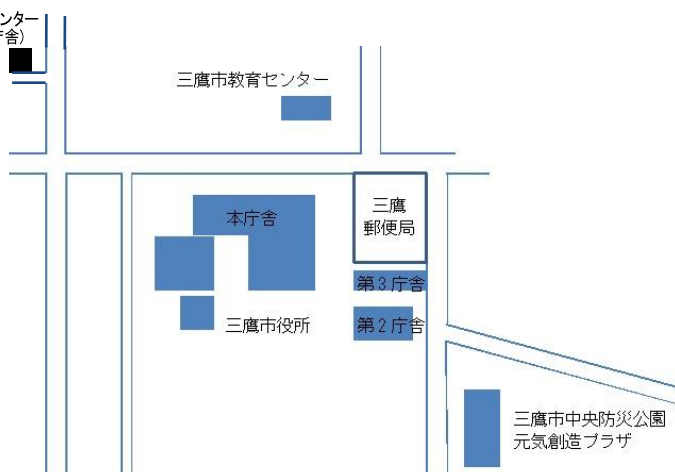 ンター
庁舎)
三鷹市教育センター
本庁舎
三鷹
郵便局
第3庁舎
三鷹市役所
第2庁舎
三鷹市中央防災公園
元気創造プラザ